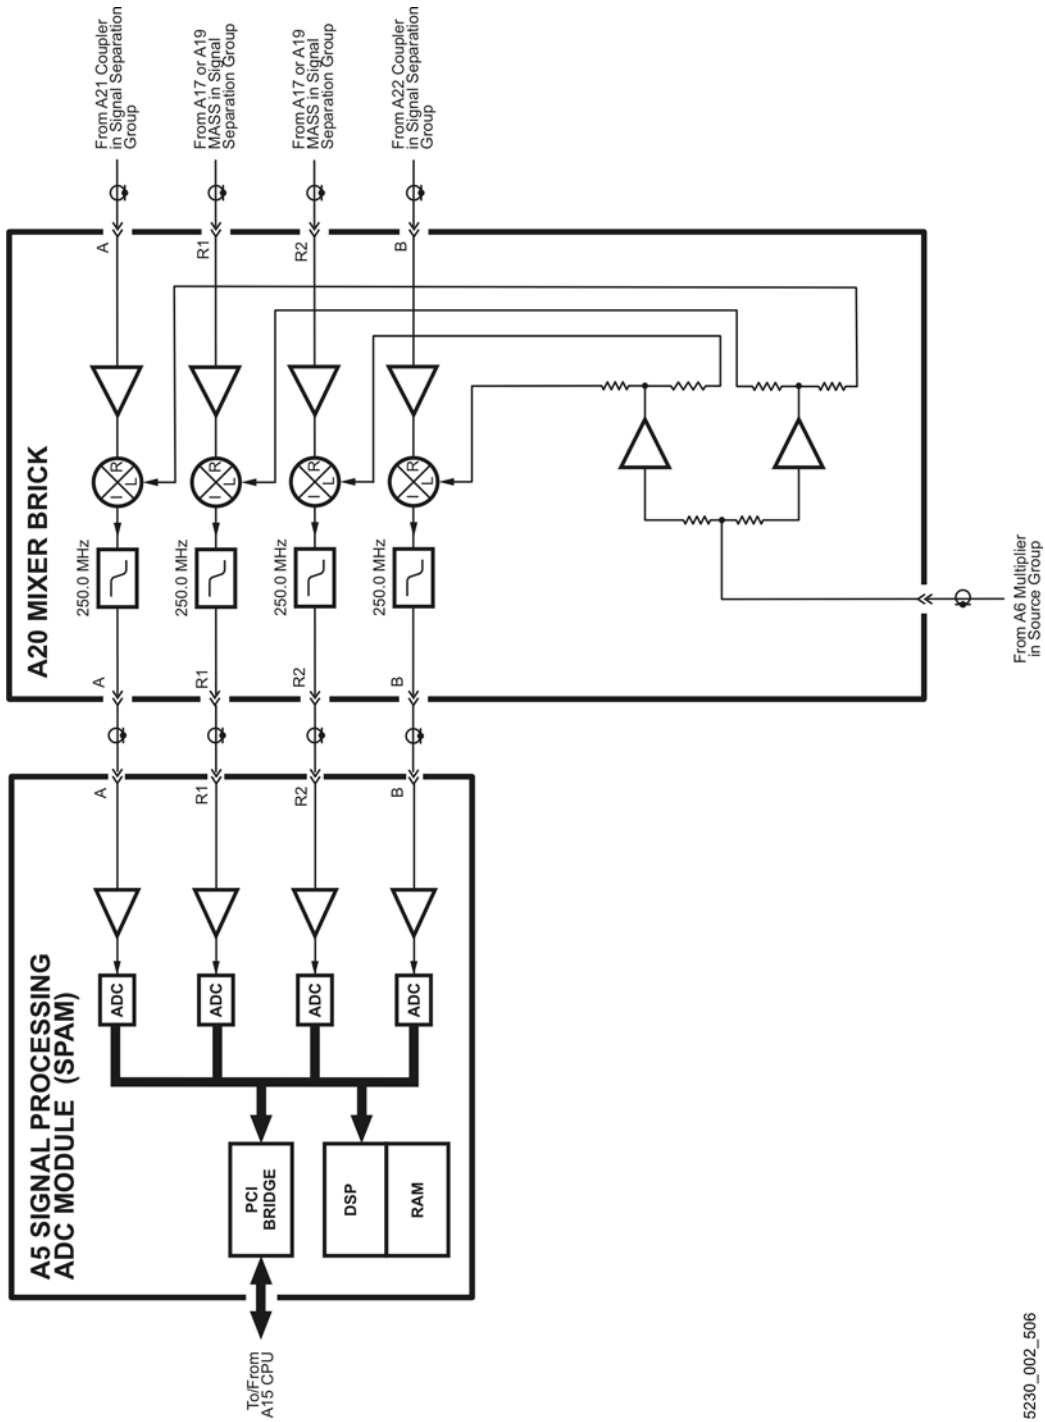 To/From
A15 CPU
A5 SIGNAL PROCESSING
ADC MODULE (SPAM)
PCI
BRIDGE
DSP
RAM
ADC
ADC
ADC
ADC
A
R1
R2
B
A20 MIXER BRICK
A
R1
R2
B
250.0 MHz
250.0 MHz
250.0 MHz
250.0 MHz
I
L
R
I
L
R
I
L
R
I
L
R
A
R1
R2
B
From A21 Coupler
in Signal Separation
Group
From A17 or A19
MASS in Signal
Separation Group
From A17 or A19
MASS in Signal
Separation Group
From A22 Coupler
in Signal Separation
Group
From A6 Multiplier
in Source Group
5230_002_506